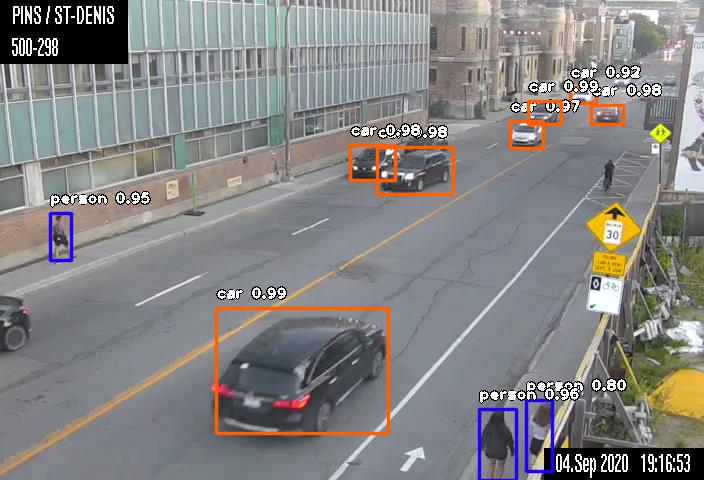 PINS / ST-DENIS
500-298
car 0.92
car 0.99
car 0.98
car 0.97
car 0.98
0.98
person 0.95
30
car 0.99
person 0.80
person 0.96
04.Sep 2020 19:16:53